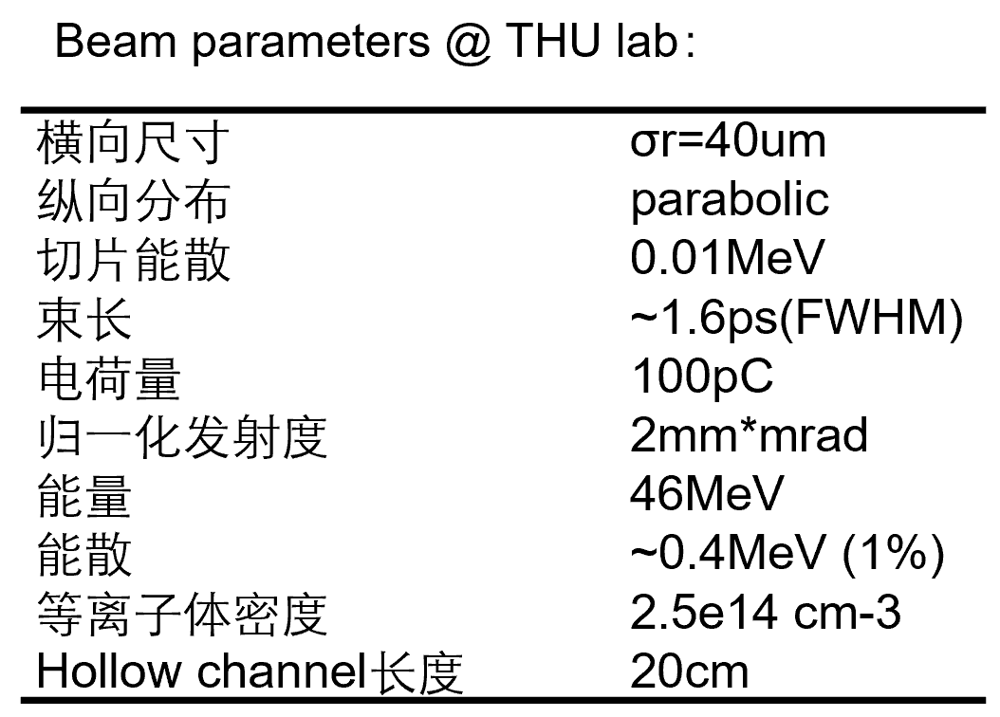 Beam parameters @ THU lab:
横向尺寸 σr=40um
纵向分布 parabolic
切片能散 0.01MeV
束长 ~1.6ps(FWHM)
电荷量 100pC
归一化发射度 2mm*mrad
能量 46MeV
能散 ~0.4MeV (1%)
等离子体密度 2.5e14 cm-3
Hollow channel长度 20cm